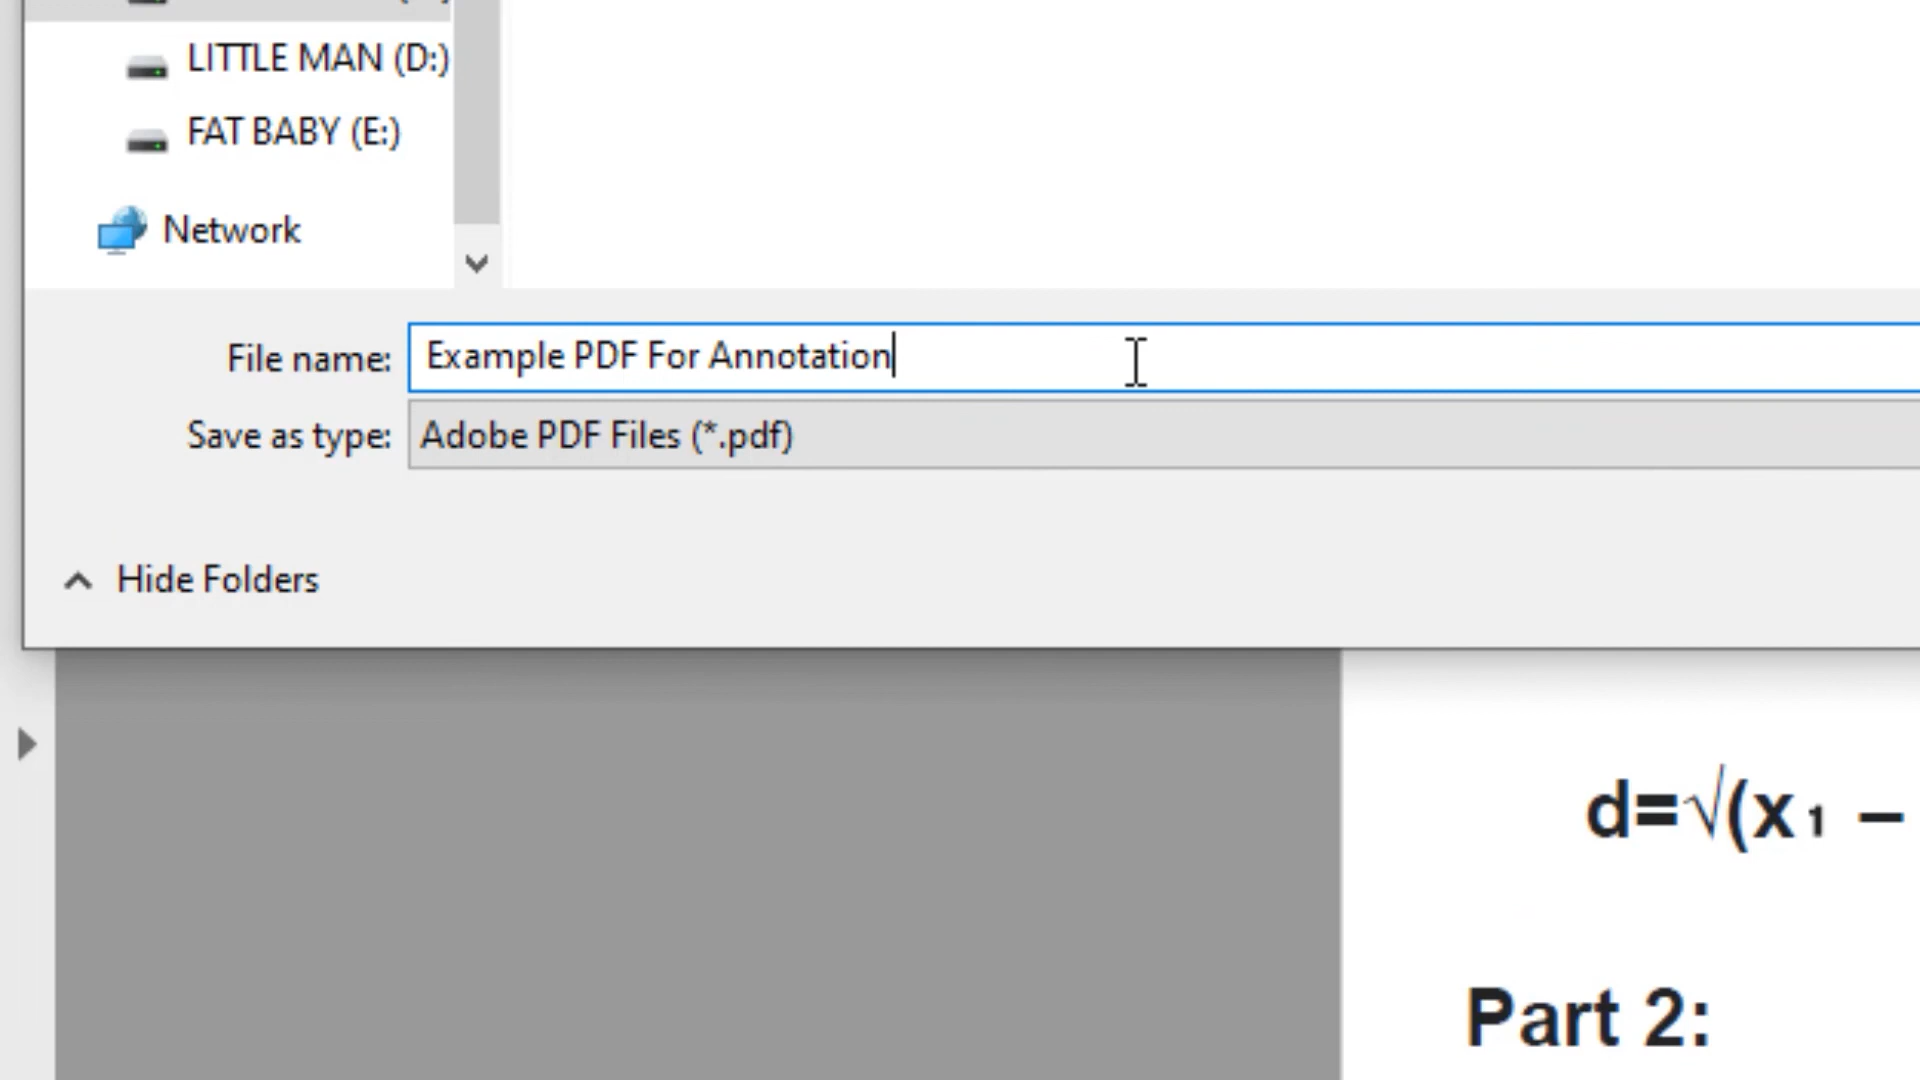 LITTLE MAN (D:)
FAT BABY (E:)
Network
File name: Example PDF For Annotation
Save as type: Adobe PDF Files (*.pdf)
Hide Folders
d=√(x₁ –
Part 2: